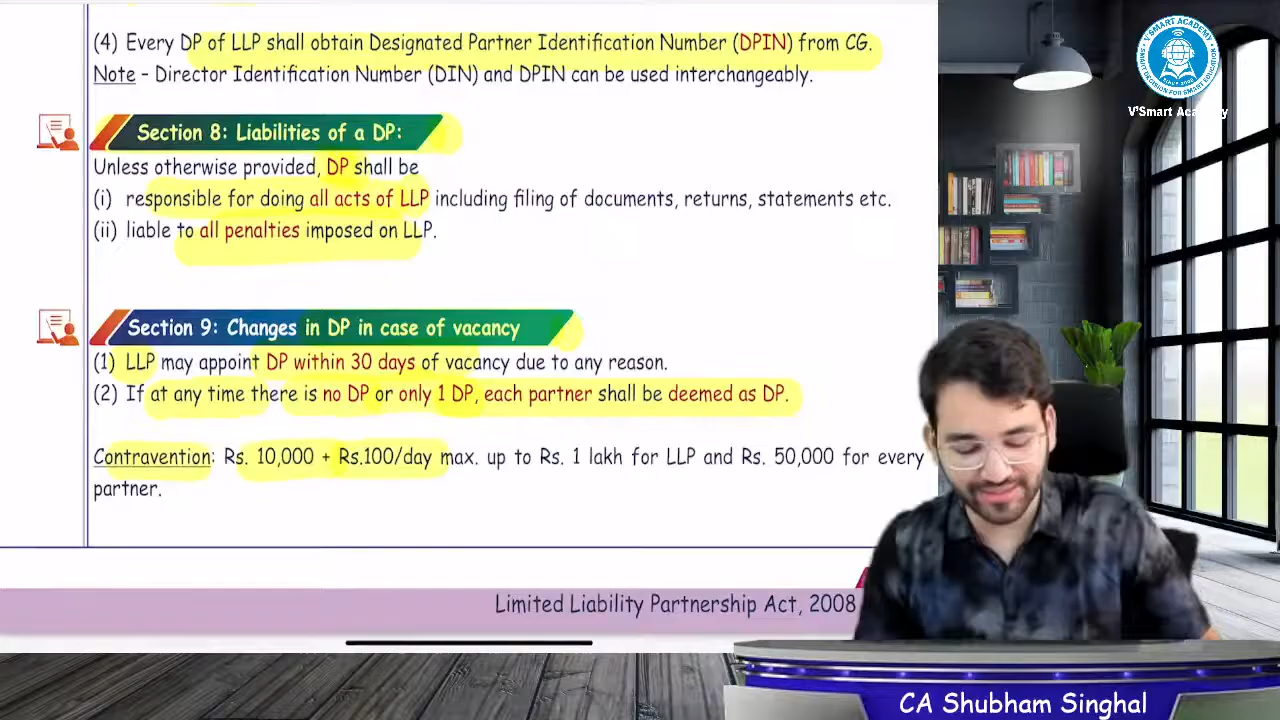 (4) Every DP of LLP shall obtain Designated Partner Identification Number (DPIN) from CG.
Note – Director Identification Number (DIN) and DPIN can be used interchangeably.
V'SMART ACADEMY
SMART DECISION FOR SMART EDUCATION
V'Smart Academy
Section 8: Liabilities of a DP:
Unless otherwise provided, DP shall be
(i) responsible for doing all acts of LLP including filing of documents, returns, statements etc.
(ii) liable to all penalties imposed on LLP.
Section 9: Changes in DP in case of vacancy
(1) LLP may appoint DP within 30 days of vacancy due to any reason.
(2) If at any time there is no DP or only 1 DP, each partner shall be deemed as DP.
Contravention: Rs. 10,000 + Rs.100/day max. up to Rs. 1 lakh for LLP and Rs. 50,000 for every
partner.
Limited Liability Partnership Act, 2008
CA Shubham Singhal